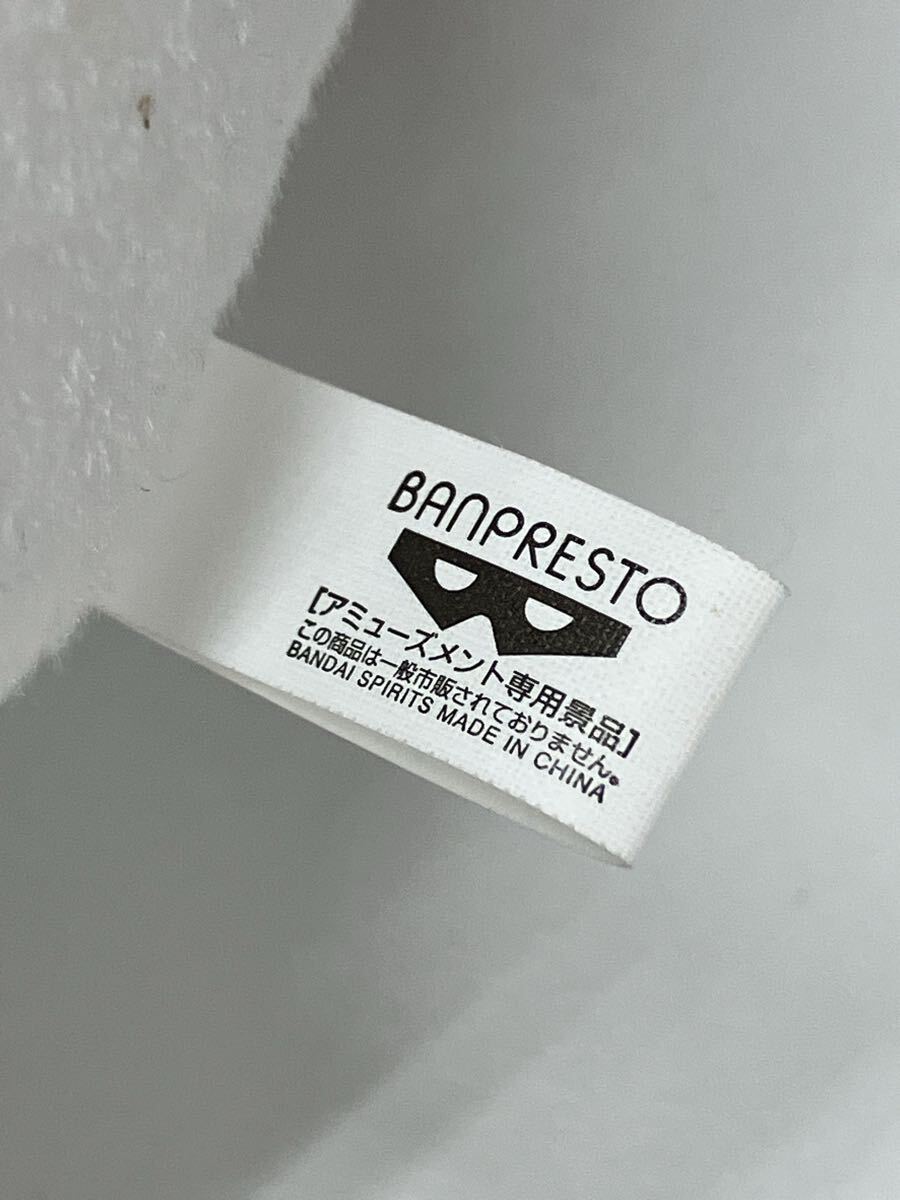 BANPRESTO
[アミューズメント専用景品]
この商品は一般市販されておりません。
BANDAI SPIRITS MADE IN CHINA